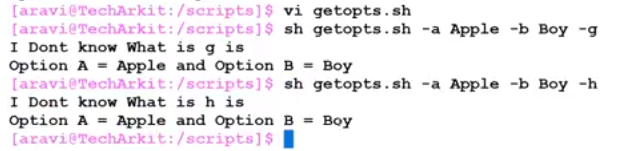 [aravi@TechArkit:/scripts]$ vi getopts.sh
[aravi@TechArkit:/scripts]$ sh getopts.sh -a Apple -b Boy -g
I Dont know What is g is
Option A = Apple and Option B = Boy
[aravi@TechArkit:/scripts]$ sh getopts.sh -a Apple -b Boy -h
I Dont know What is h is
Option A = Apple and Option B = Boy
[aravi@TechArkit:/scripts]$